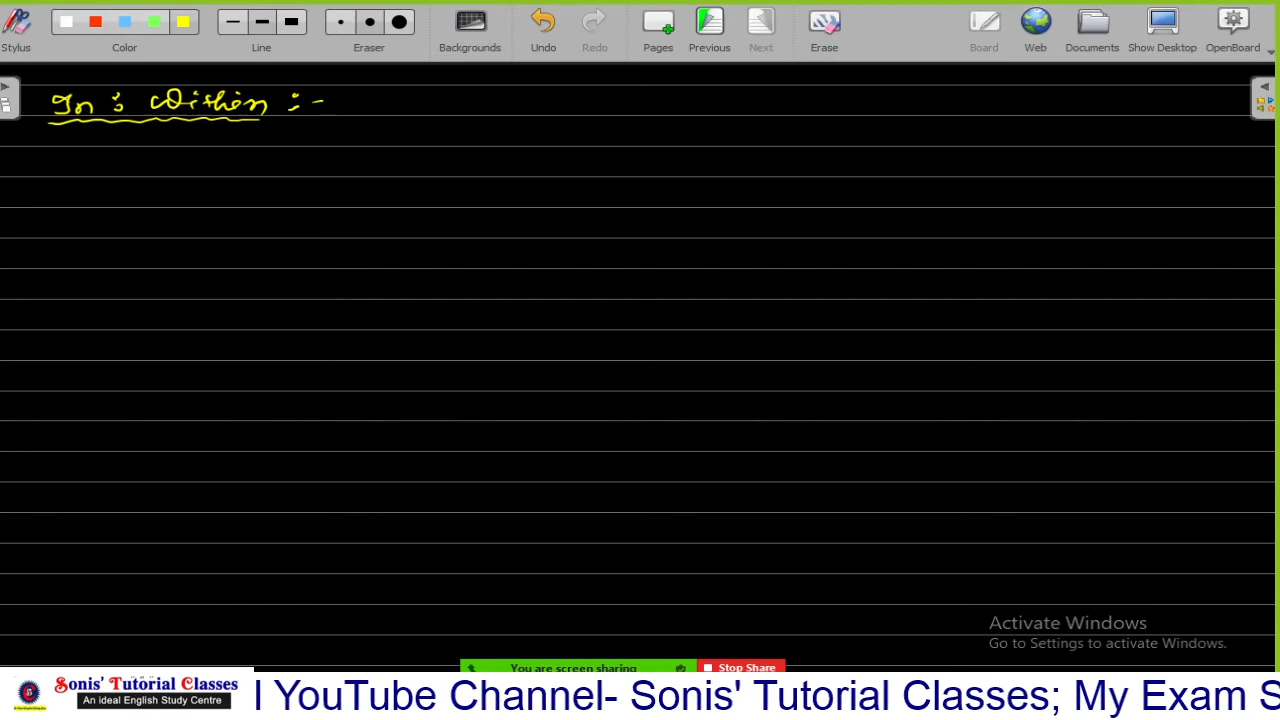 Stylus
Color
Line
Eraser
Backgrounds
Undo
Redo
Pages
Previous
Next
Erase
Board
Web
Documents
Show Desktop
OpenBoard
In & Within :-
Activate Windows
Go to Settings to activate Windows.
You are screen sharing
Stop Share
Sonis' Tutorial Classes
An ideal English Study Centre
l YouTube Channel- Sonis' Tutorial Classes; My Exam S